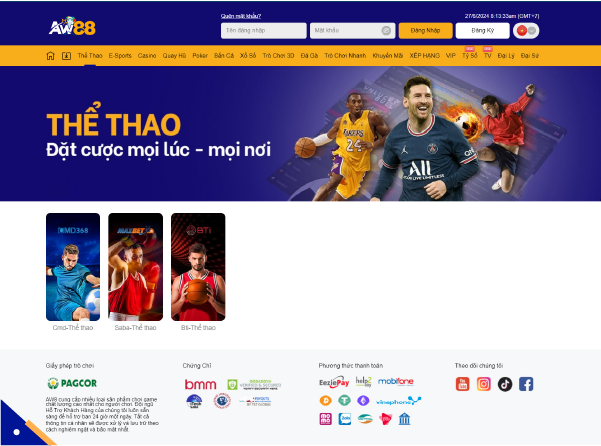 AW88
Quên mật khẩu?
27/6/2024 8:13:33am (GMT+7)
Tên đăng nhập
Mật khẩu
Đăng Nhập
Đăng Ký
Thể Thao E-Sports Casino Quay Hũ Poker Bắn Cá Xổ Số Trò Chơi 3D Đá Gà Trò Chơi Nhanh Khuyến Mãi XẾP HẠNG VIP Tỷ Số TV Đại Lý Đại Sứ
THỂ THAO
Đặt cược mọi lúc - mọi nơi
LAKERS
24
ALL
CMD368
MAXBET
BTi
Cmd-Thể thao
Saba-Thể thao
Bti-Thể thao
Giấy phép trò chơi
Chứng Chỉ
Phương thức thanh toán
Theo dõi chúng tôi
PAGCOR
bmm
EeziePay
help2pay
mobifone
AW8 cung cấp nhiều loại sản phẩm chơi game
chất lượng cao nhất cho người chơi. Đội ngũ
Hỗ Trợ Khách Hàng của chúng tôi luôn sẵn
sàng để hỗ trợ bạn 24 giờ một ngày. Tất cả
thông tin cá nhân sẽ được xử lý và lưu trữ theo
cách nghiêm ngặt và bảo mật nhất.
iTech Labs
vinaphone
momo
Zalo